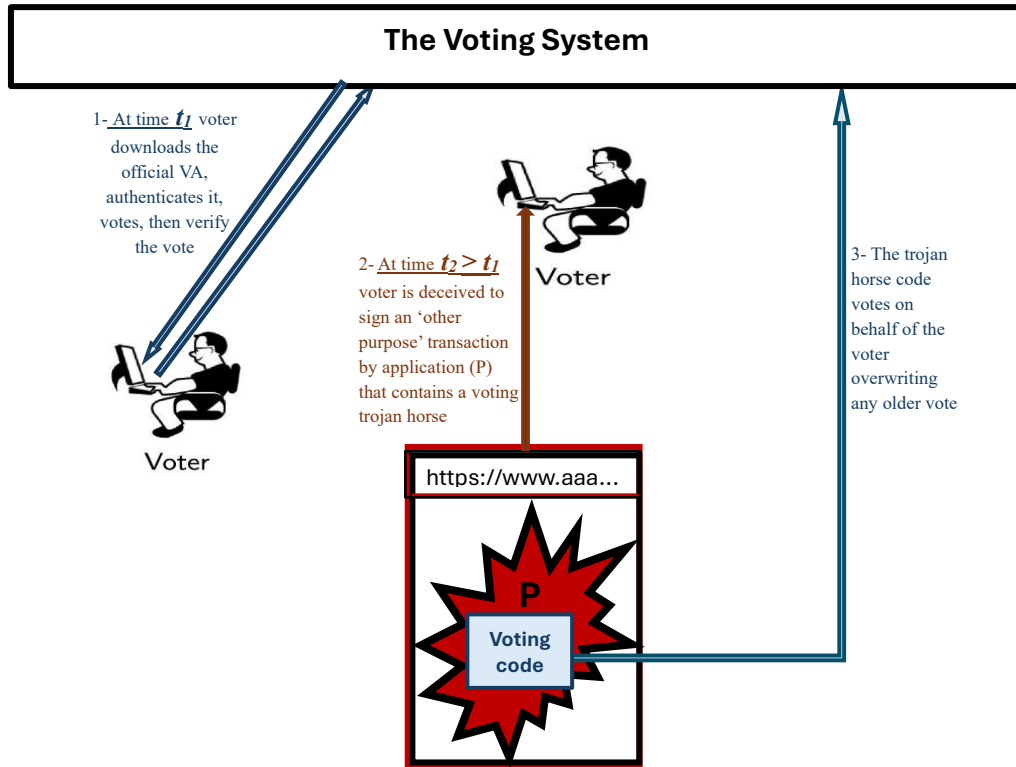 The Voting System
1- At time t1 voter
downloads the
official VA,
authenticates it,
votes, then verify
the vote
Voter
Voter
2- At time t2 > t1
voter is deceived to
sign an ‘other
purpose’ transaction
by application (P)
that contains a voting
trojan horse
3- The trojan
horse code
votes on
behalf of the
voter
overwriting
any older vote
https://www.aaa...
P
Voting
code